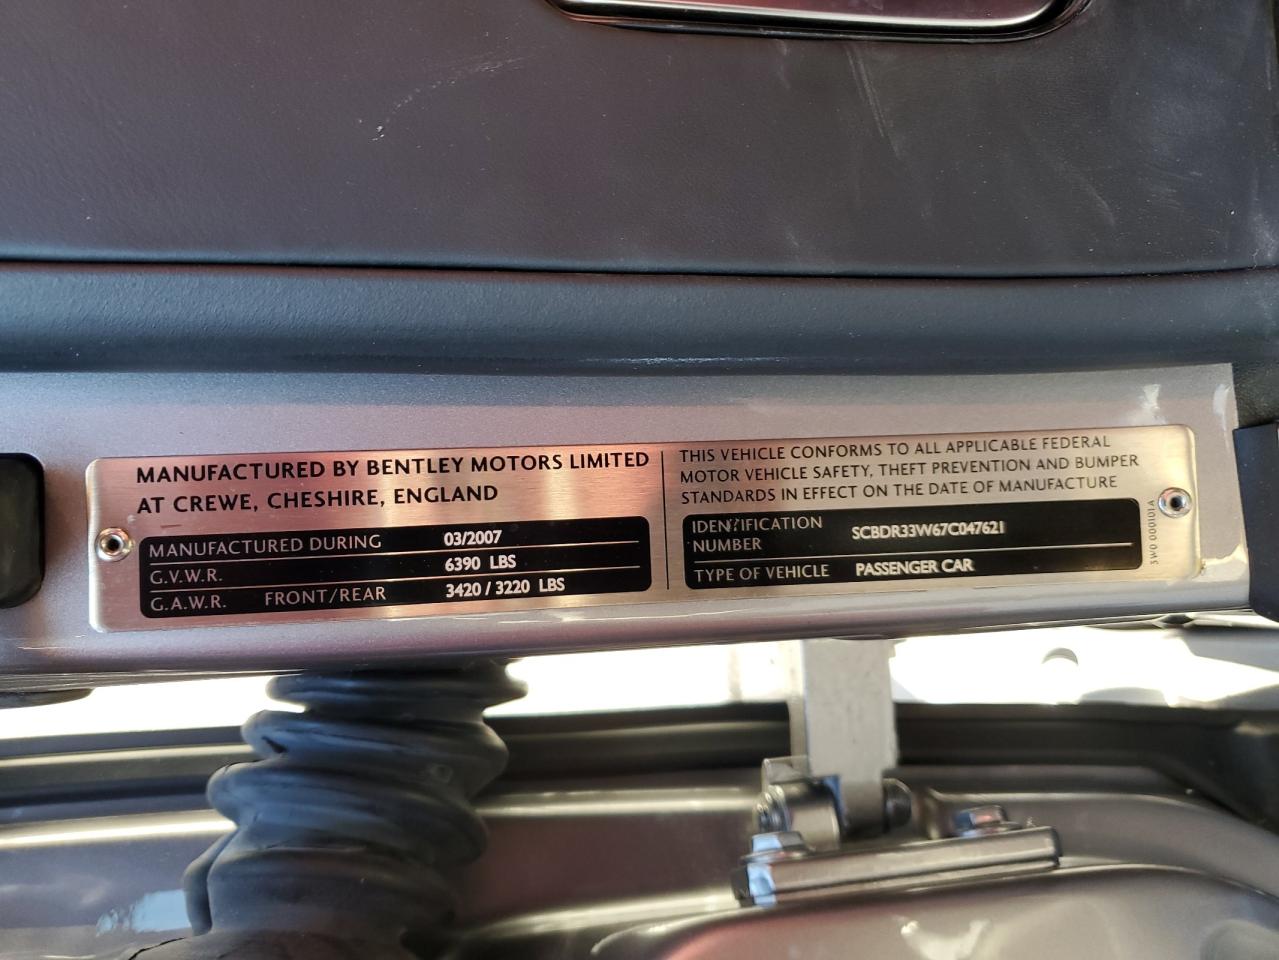 MANUFACTURED BY BENTLEY MOTORS LIMITED
AT CREWE, CHESHIRE, ENGLAND
MANUFACTURED DURING 03/2007
G.V.W.R. 6390 LBS
G.A.W.R. FRONT/REAR 3420 / 3220 LBS
THIS VEHICLE CONFORMS TO ALL APPLICABLE FEDERAL
MOTOR VEHICLE SAFETY, THEFT PREVENTION AND BUMPER
STANDARDS IN EFFECT ON THE DATE OF MANUFACTURE
IDENTIFICATION
NUMBER
SCBDR33W67C047621
TYPE OF VEHICLE PASSENGER CAR
3W0 000101A